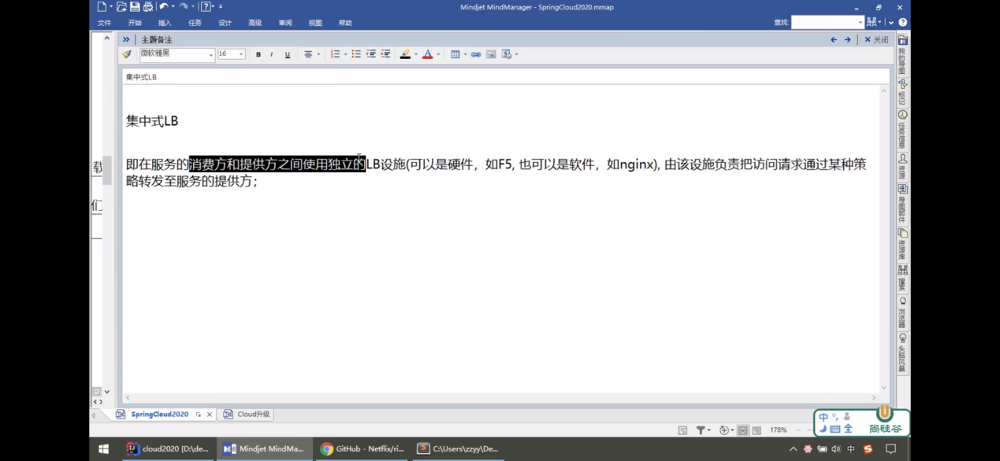 Mindjet MindManager - SpringCloud2020.mmap
文件 开始 插入 任务 设计 高级 审阅 视图 帮助 查找:
主题备注 关闭
微软雅黑 16 B I U
集中式LB
集中式LB
即在服务的消费方和提供方之间使用独立的LB设施(可以是硬件，如F5, 也可以是软件，如nginx), 由该设施负责把访问请求通过某种策
略转发至服务的提供方；
载
们
我的导图
标记
任务信息
资源
导图部件
资源库
搜索
浏览器
头脑风暴
SpringCloud2020 Cloud升级
178%
中 全 尚硅谷
cloud2020 [D:\de... Mindjet MindMa... GitHub - Netflix/ri... C:\Users\zzyy\De... 中